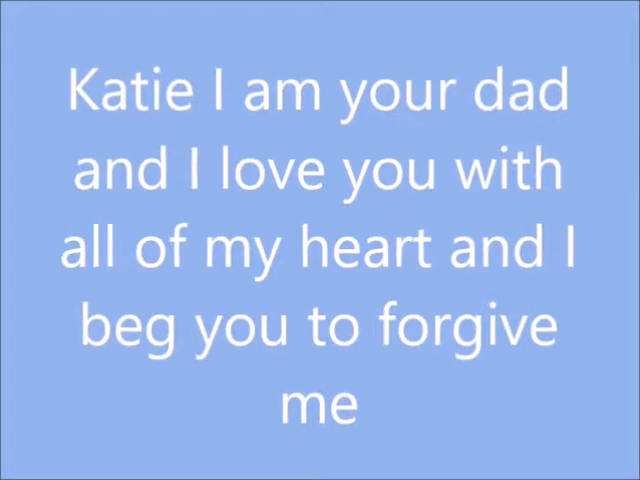 Katie I am your dad
and I love you with
all of my heart and I
beg you to forgive
me